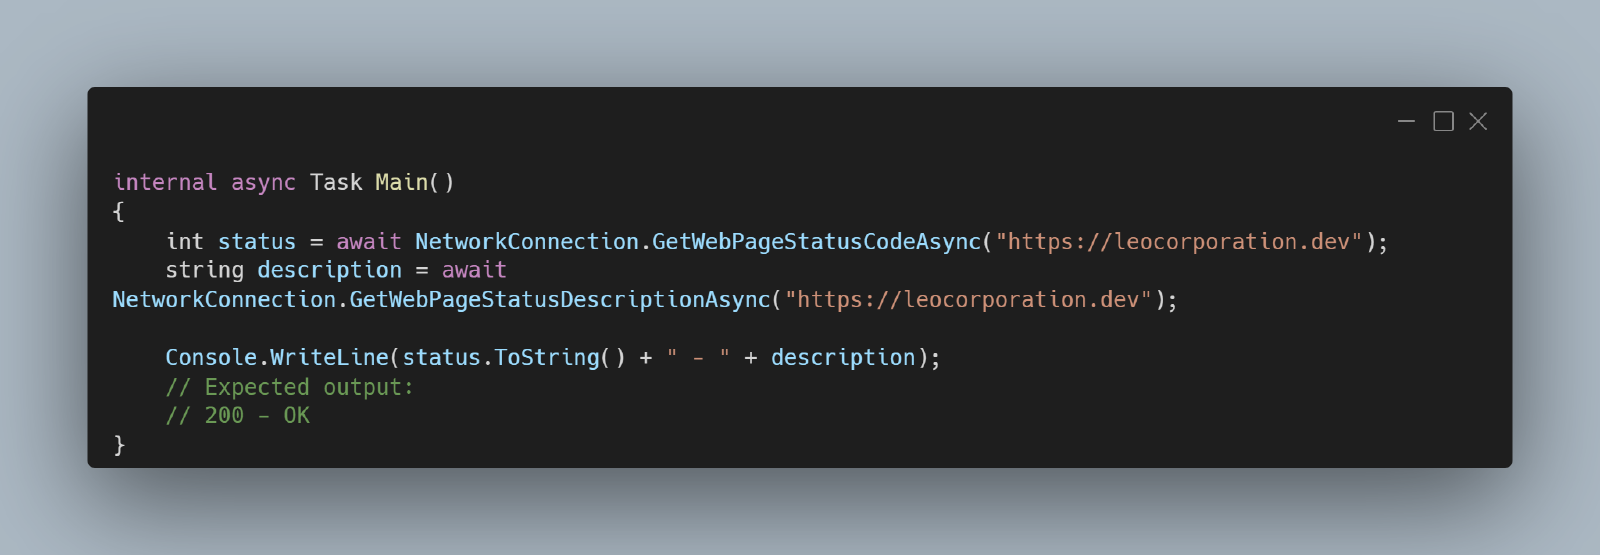 internal async Task Main()
{
    int status = await NetworkConnection.GetWebPageStatusCodeAsync("https://leocorporation.dev");
    string description = await
NetworkConnection.GetWebPageStatusDescriptionAsync("https://leocorporation.dev");

    Console.WriteLine(status.ToString() + " - " + description);
    // Expected output:
    // 200 - OK
}